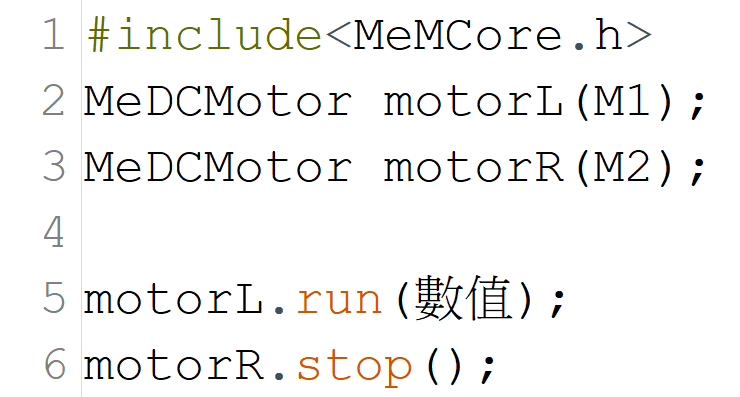 1 #include<MeMCore.h>
2 MeDCMotor motorL(M1);
3 MeDCMotor motorR(M2);
4
5 motorL.run(數值);
6 motorR.stop();